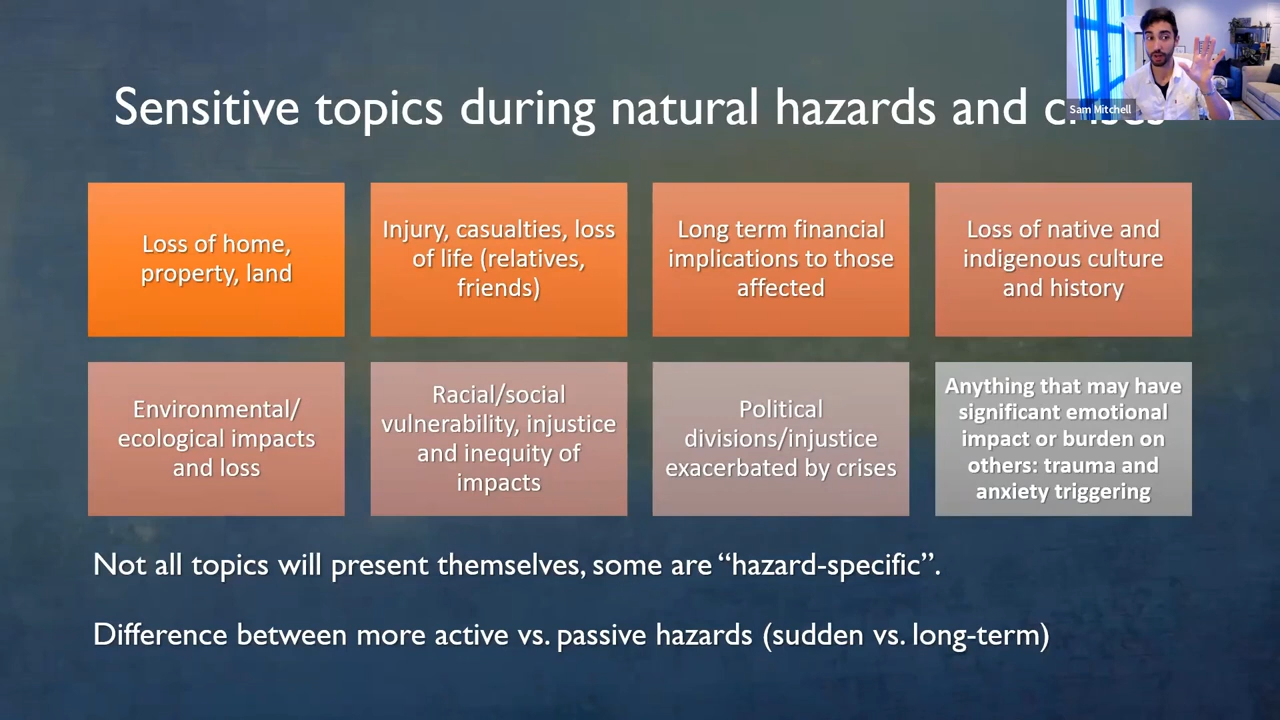 Sensitive topics during natural hazards and crises
Sam Mitchell
Loss of home,
property, land
Injury, casualties, loss
of life (relatives,
friends)
Long term financial
implications to those
affected
Loss of native and
indigenous culture
and history
Environmental/
ecological impacts
and loss
Racial/social
vulnerability, injustice
and inequity of
impacts
Political
divisions/injustice
exacerbated by crises
Anything that may have
significant emotional
impact or burden on
others: trauma and
anxiety triggering
Not all topics will present themselves, some are “hazard-specific”.
Difference between more active vs. passive hazards (sudden vs. long-term)